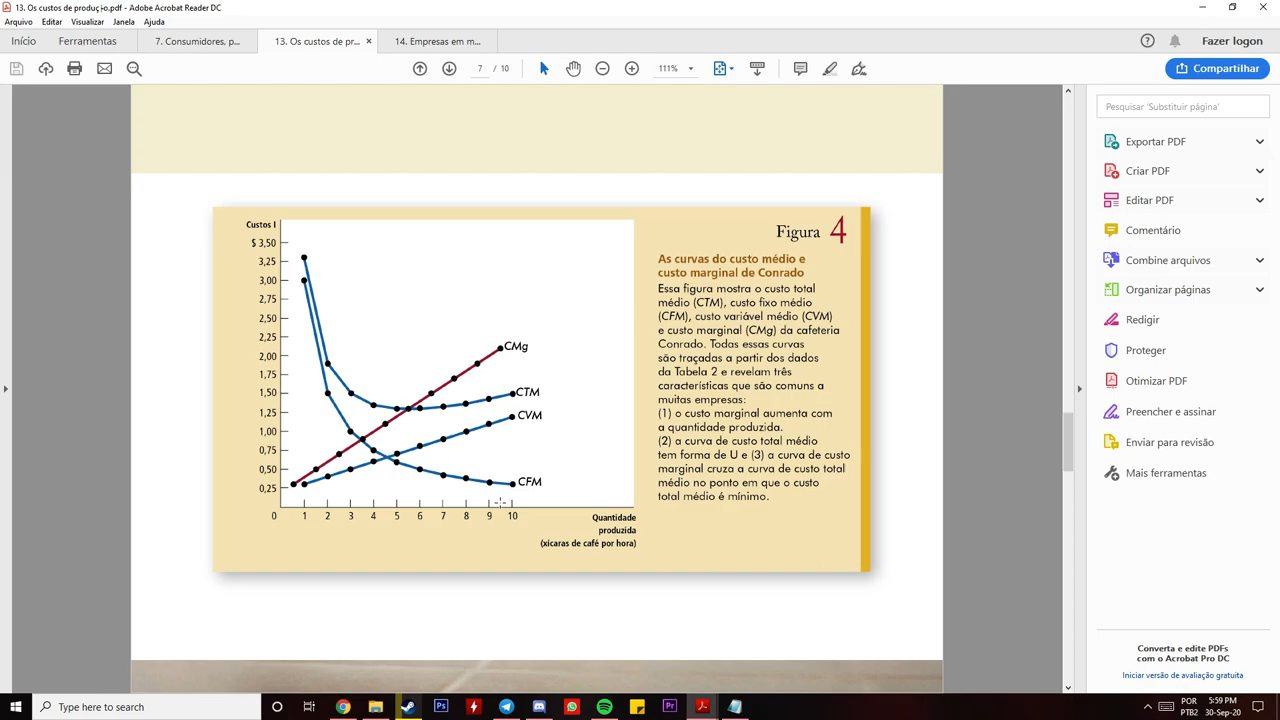 13. Os custos de produção.pdf - Adobe Acrobat Reader DC
Arquivo Editar Visualizar Janela Ajuda
Início Ferramentas 7. Consumidores, p... 13. Os custos de pr... × 14. Empresas em m... Fazer logon
7 / 10 111% Compartilhar
Pesquisar 'Substituir página'
Exportar PDF
Criar PDF
Editar PDF
Comentário
Combine arquivos
Organizar páginas
Redigir
Proteger
Otimizar PDF
Preencher e assinar
Enviar para revisão
Mais ferramentas
Converta e edite PDFs
com o Acrobat Pro DC
Iniciar versão de avaliação gratuita
Custos I
$ 3,50
3,25
3,00
2,75
2,50
2,25
2,00
1,75
1,50
1,25
1,00
0,75
0,50
0,25
0 1 2 3 4 5 6 7 8 9 10
CMg
CTM
CVM
CFM
Quantidade
produzida
(xícaras de café por hora)
Figura 4
As curvas do custo médio e
custo marginal de Conrado
Essa figura mostra o custo total
médio (CTM), custo fixo médio
(CFM), custo variável médio (CVM)
e custo marginal (CMg) da cafeteria
Conrado. Todas essas curvas
são traçadas a partir dos dados
da Tabela 2 e revelam três
características que são comuns a
muitas empresas:
(1) o custo marginal aumenta com
a quantidade produzida.
(2) a curva de custo total médio
tem forma de U e (3) a curva de custo
marginal cruza a curva de custo total
médio no ponto em que o custo
total médio é mínimo.
Type here to search
POR
PTB2
5:59 PM
30-Sep-20